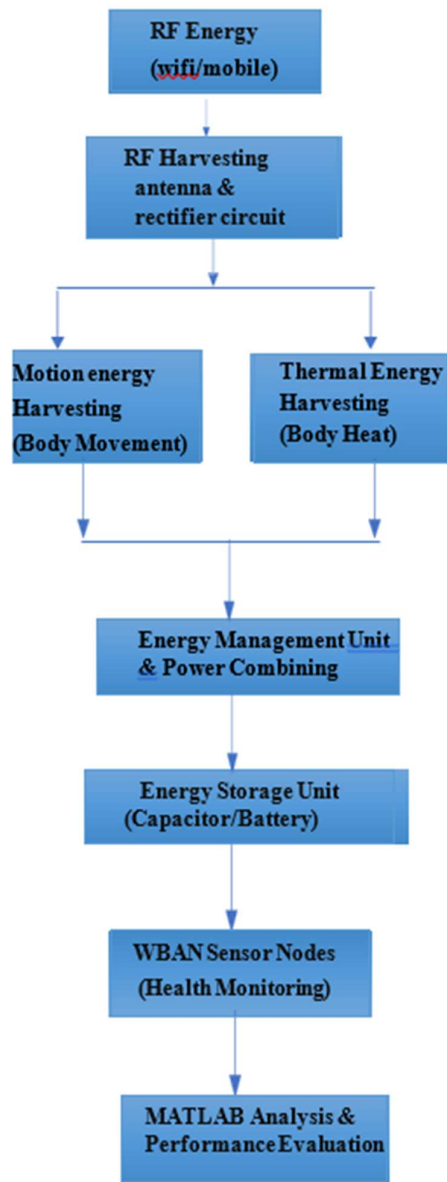 RF Energy
(wifi/mobile)
RF Harvesting
antenna &
rectifier circuit
Motion energy
Harvesting
(Body Movement)
Thermal Energy
Harvesting
(Body Heat)
Energy Management Unit
& Power Combining
Energy Storage Unit
(Capacitor/Battery)
WBAN Sensor Nodes
(Health Monitoring)
MATLAB Analysis &
Performance Evaluation